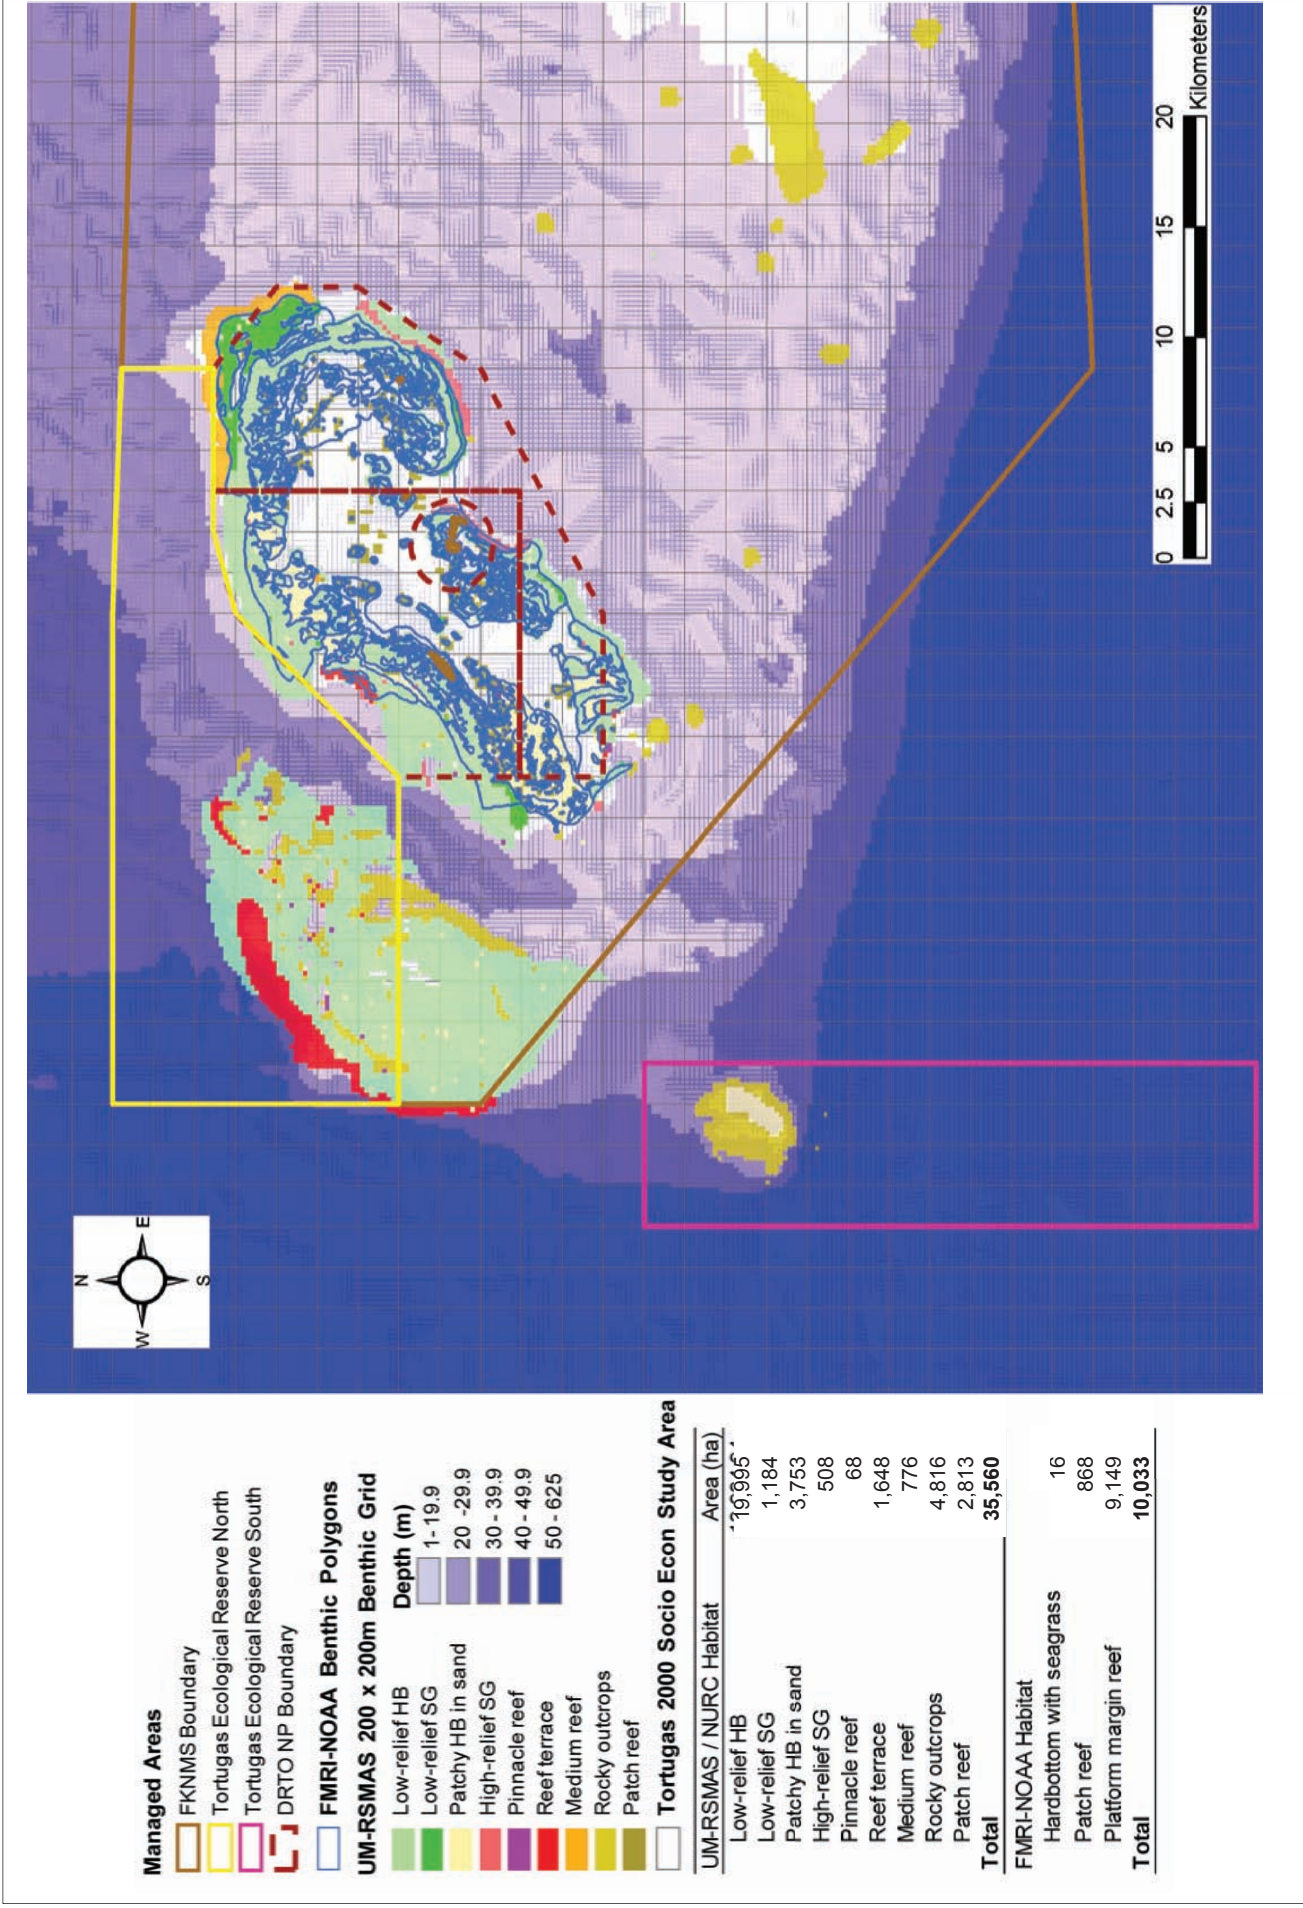 Managed Areas
FKNMS Boundary
Tortugas Ecological Reserve North
Tortugas Ecological Reserve South
DRTO NP Boundary
FMRI-NOAA Benthic Polygons
UM-RSMAS 200 x 200m Benthic Grid
Low-relief HB
Low-relief SG
Patchy HB in sand
High-relief SG
Pinnacle reef
Reef terrace
Medium reef
Rocky outcrops
Patch reef
Depth (m)
1 - 19.9
20 -29.9
30 - 39.9
40 - 49.9
50 - 625
Tortugas 2000 Socio Econ Study Area
UM-RSMAS / NURC Habitat Area (ha)
Low-relief HB 19,995
Low-relief SG 1,184
Patchy HB in sand 3,753
High-relief SG 508
Pinnacle reef 68
Reef terrace 1,648
Medium reef 776
Rocky outcrops 4,816
Patch reef 2,813
Total 35,560
FMRI-NOAA Habitat
Hardbottom with seagrass 16
Patch reef 868
Platform margin reef 9,149
Total 10,033
N
W E
S
0 2.5 5 10 15 20
Kilometers